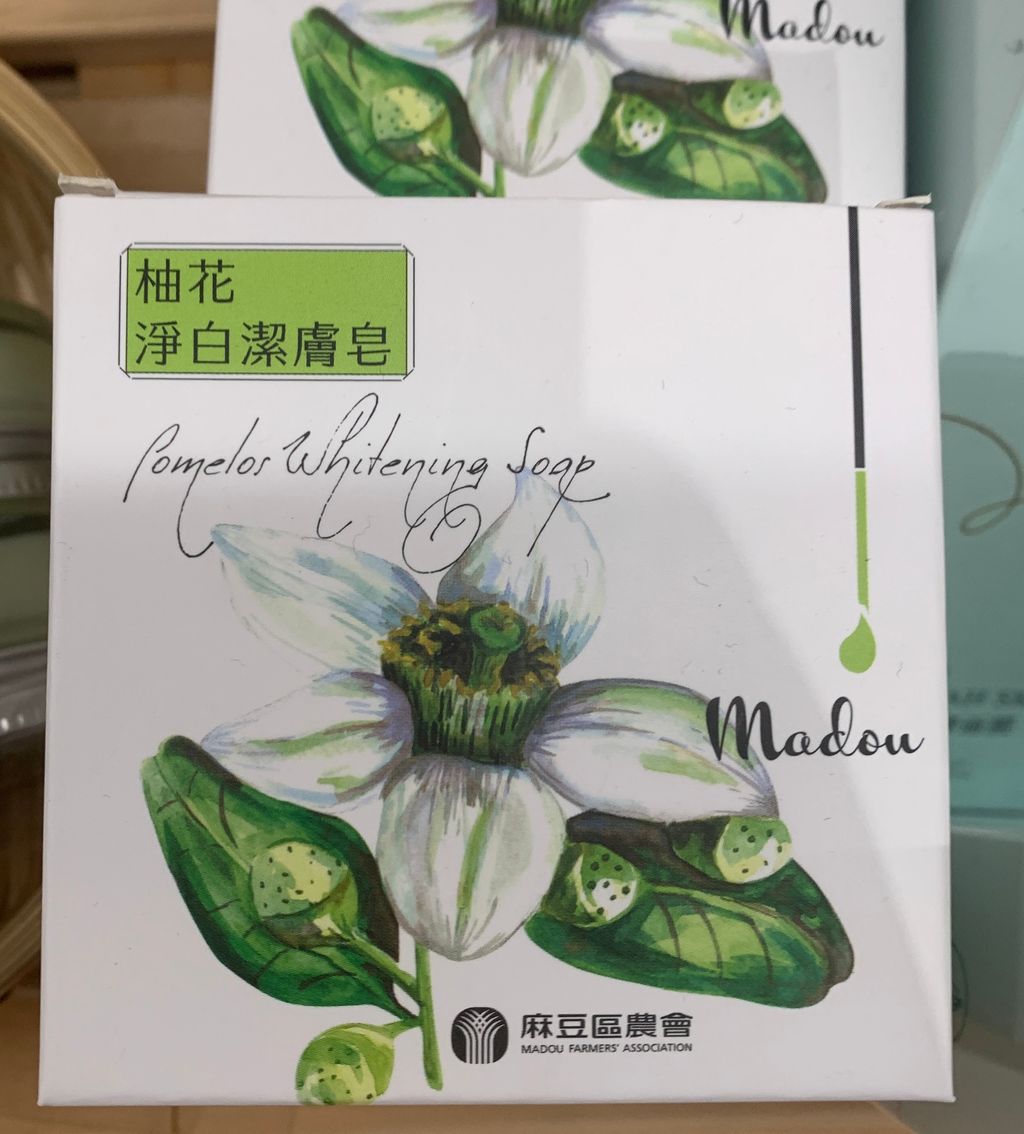 Madou
柚花
淨白潔膚皂
Pomelos Whitening Soap
Madou
麻豆區農會
MADOU FARMERS' ASSOCIATION